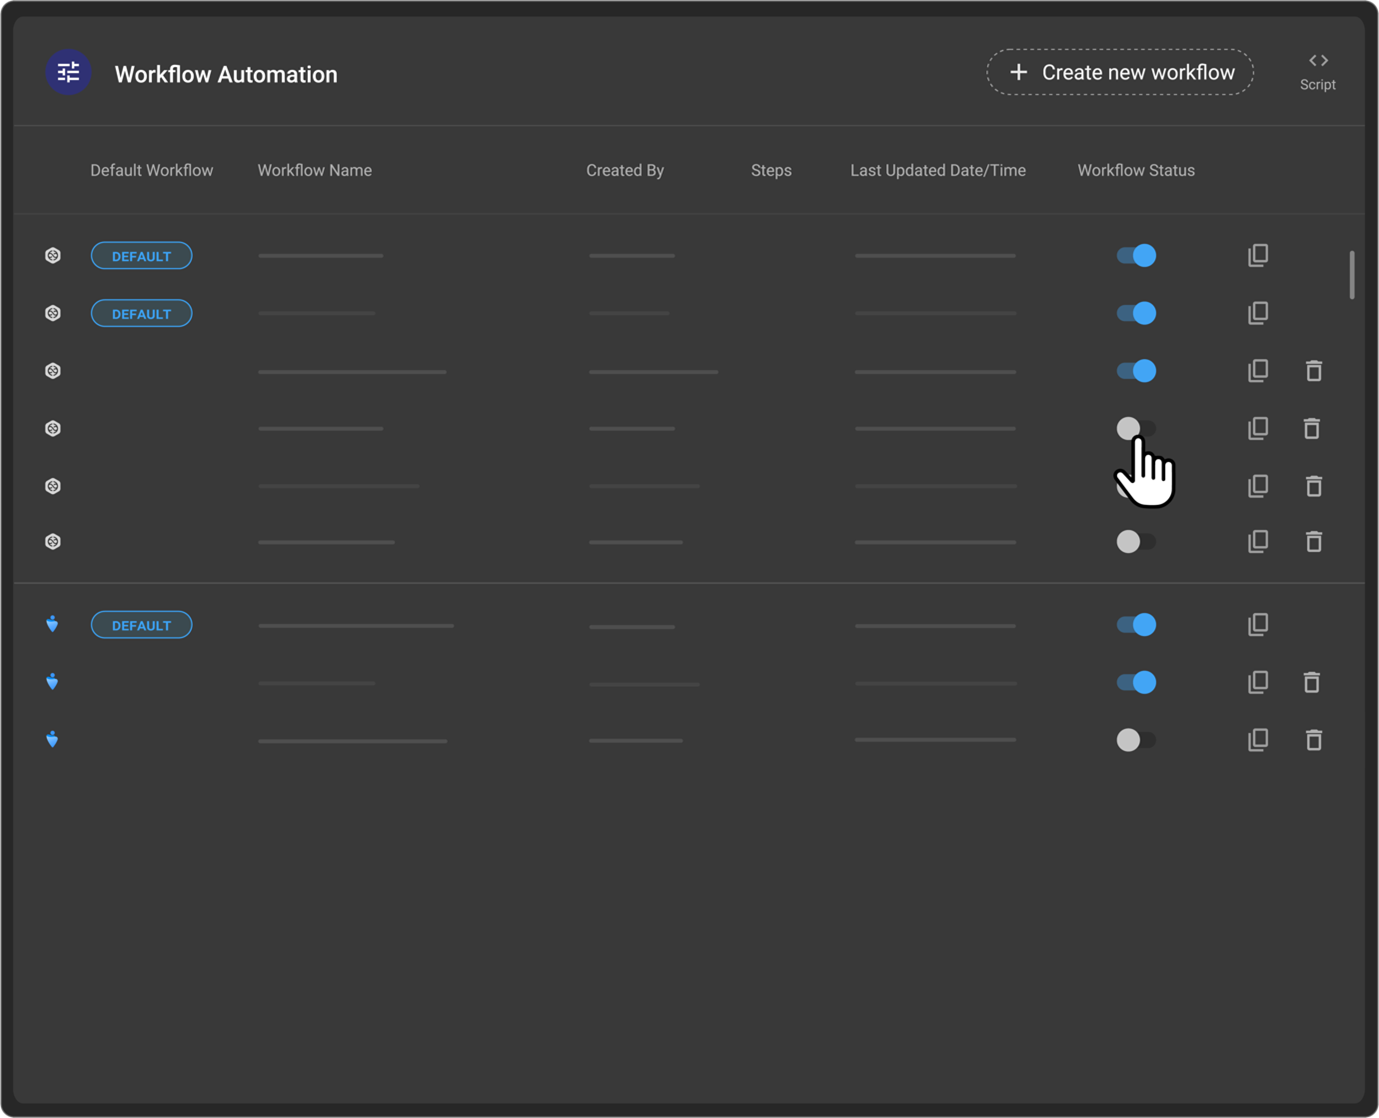 Workflow Automation
+ Create new workflow
<> Script
Default Workflow Workflow Name Created By Steps Last Updated Date/Time Workflow Status
DEFAULT
DEFAULT
DEFAULT